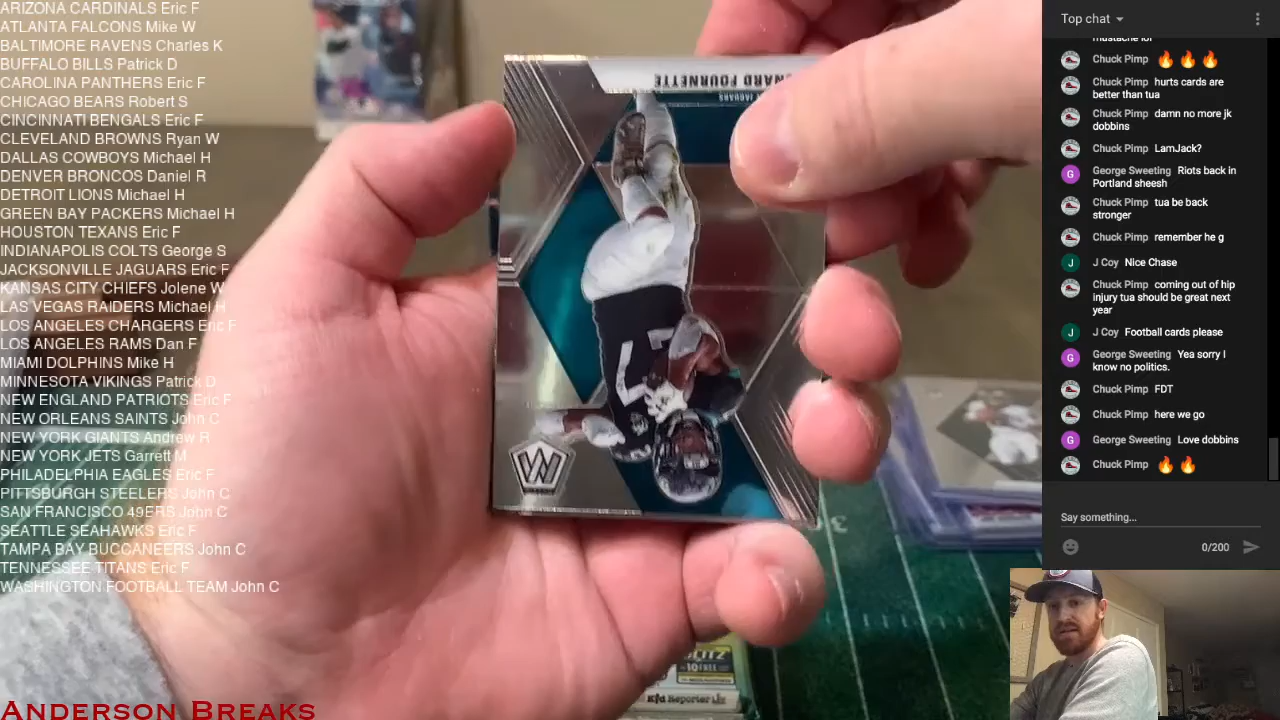 ARIZONA CARDINALS Eric F
ATLANTA FALCONS Mike W
BALTIMORE RAVENS Charles K
BUFFALO BILLS Patrick D
CAROLINA PANTHERS Eric F
CHICAGO BEARS Robert S
CINCINNATI BENGALS Eric F
CLEVELAND BROWNS Ryan W
DALLAS COWBOYS Michael H
DENVER BRONCOS Daniel R
DETROIT LIONS Michael H
GREEN BAY PACKERS Michael H
HOUSTON TEXANS Eric F
INDIANAPOLIS COLTS George S
JACKSONVILLE JAGUARS Eric F
KANSAS CITY CHIEFS Jolene W
LAS VEGAS RAIDERS Michael H
LOS ANGELES CHARGERS Eric F
LOS ANGELES RAMS Dan F
MIAMI DOLPHINS Mike H
MINNESOTA VIKINGS Patrick D
NEW ENGLAND PATRIOTS Eric F
NEW ORLEANS SAINTS John C
NEW YORK GIANTS Andrew R
NEW YORK JETS Garrett M
PHILADELPHIA EAGLES Eric F
PITTSBURGH STEELERS John C
SAN FRANCISCO 49ERS John C
SEATTLE SEAHAWKS Eric F
TAMPA BAY BUCCANEERS John C
TENNESSEE TITANS Eric F
WASHINGTON FOOTBALL TEAM John C
ANDERSON BREAKS
FOURNETTE
JAGUARS
27
Top chat
mustache lol
Chuck Pimp 🔥🔥🔥
Chuck Pimp hurts cards are
better than tua
Chuck Pimp damn no more jk
dobbins
Chuck Pimp LamJack?
George Sweeting Riots back in
Portland sheesh
Chuck Pimp tua be back
stronger
Chuck Pimp remember he g
J Coy Nice Chase
Chuck Pimp coming out of hip
injury tua should be great next
year
J Coy Football cards please
George Sweeting Yea sorry I
know no politics.
Chuck Pimp FDT
Chuck Pimp here we go
George Sweeting Love dobbins
Chuck Pimp 🔥🔥
Say something...
0/200